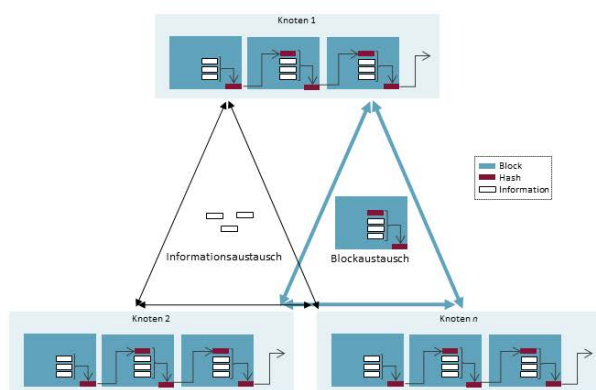 Knoten 1
Block
Hash
Information
Informationsaustausch
Blockaustausch
Knoten 2
Knoten n